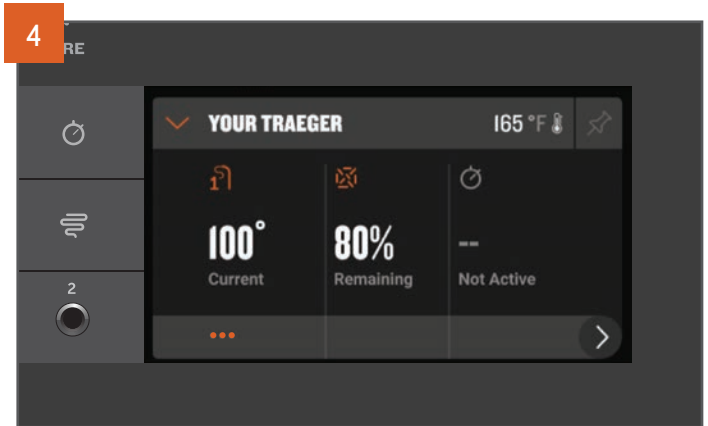 4
RE
YOUR TRAEGER 165 °F
1
100° 80% --
Current Remaining Not Active
2